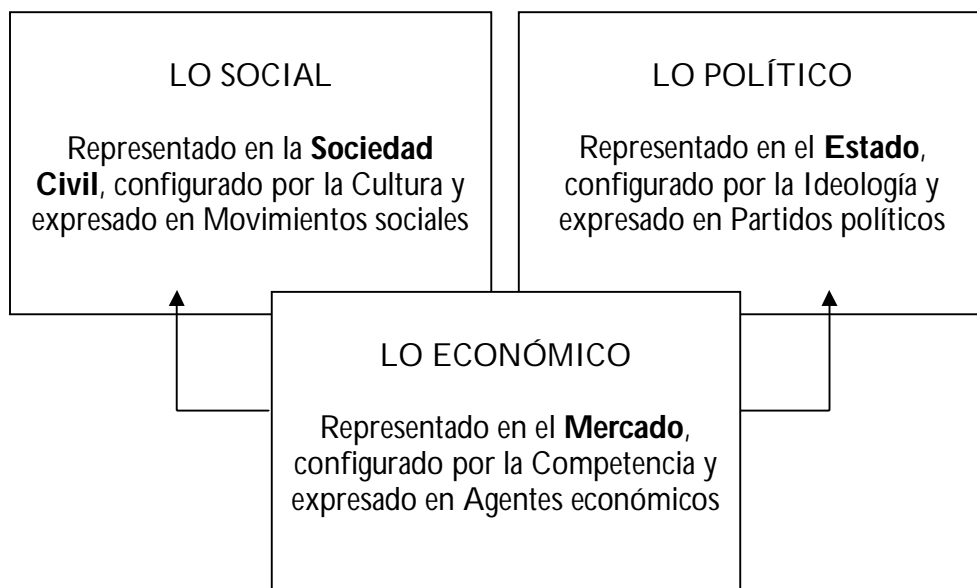 LO SOCIAL
Representado en la Sociedad
Civil, configurado por la Cultura y
expresado en Movimientos sociales
LO POLÍTICO
Representado en el Estado,
configurado por la Ideología y
expresado en Partidos políticos
LO ECONÓMICO
Representado en el Mercado,
configurado por la Competencia y
expresado en Agentes económicos